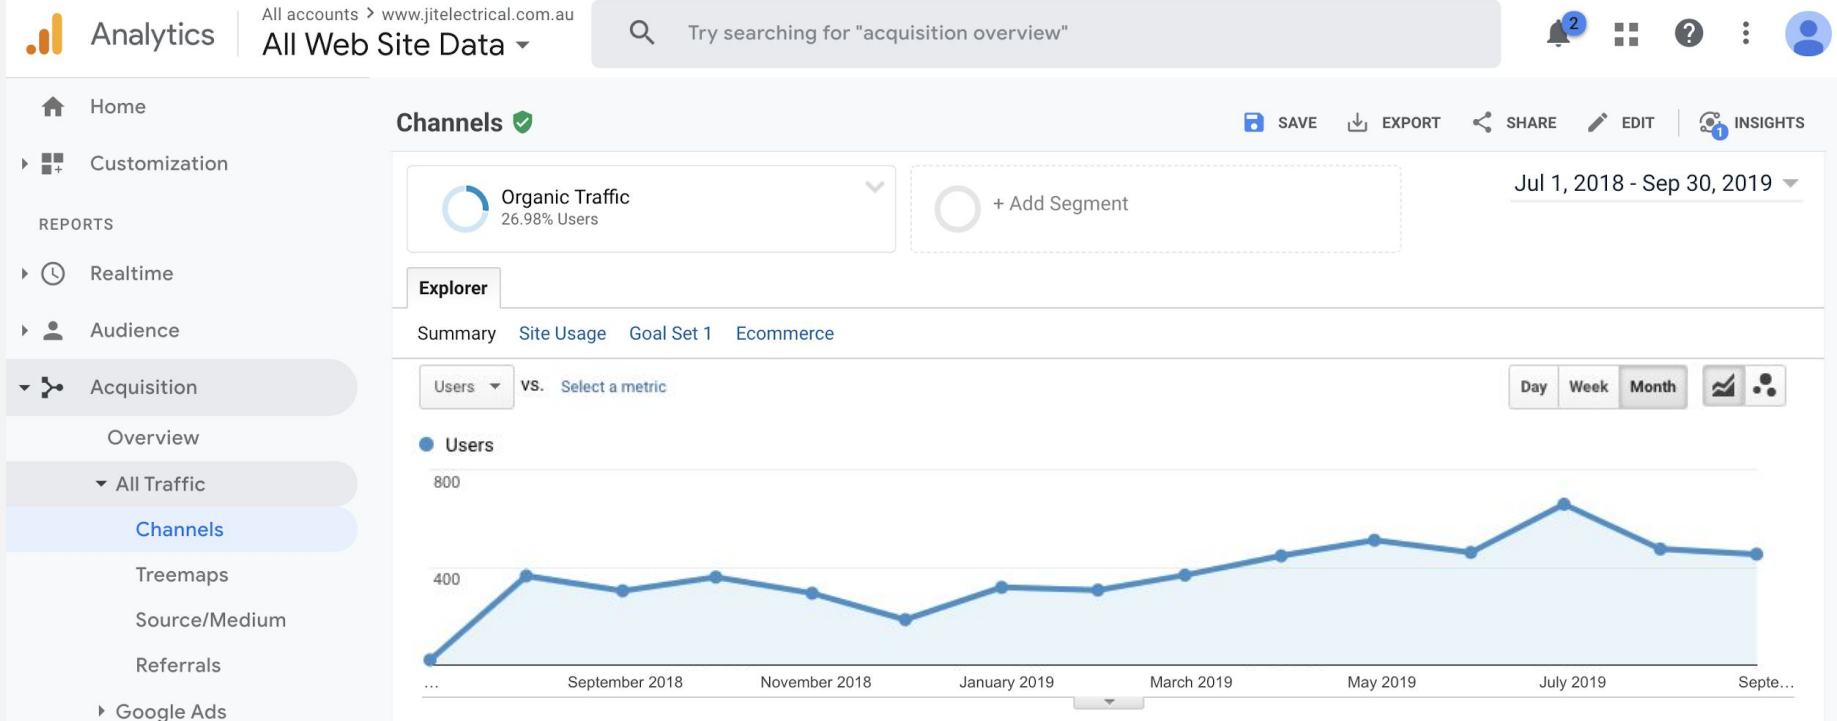 Analytics
All accounts > www.jitelectrical.com.au
All Web Site Data
Try searching for "acquisition overview"
2
Home
Customization
REPORTS
Realtime
Audience
Acquisition
Overview
All Traffic
Channels
Treemaps
Source/Medium
Referrals
Google Ads
Channels
SAVE
EXPORT
SHARE
EDIT
1
INSIGHTS
Organic Traffic
26.98% Users
+ Add Segment
Jul 1, 2018 - Sep 30, 2019
Explorer
Summary Site Usage Goal Set 1 Ecommerce
Users VS. Select a metric
Day Week Month
Users
800
400
... September 2018 November 2018 January 2019 March 2019 May 2019 July 2019 Septe...